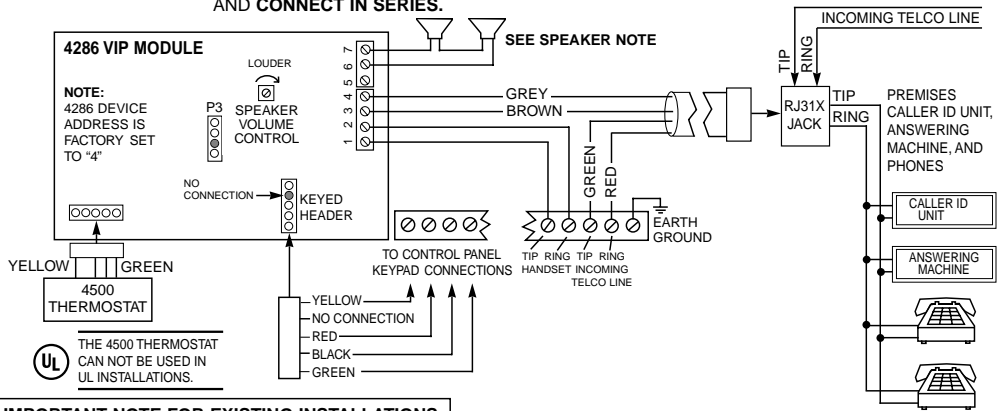 AND CONNECT IN SERIES.
4286 VIP MODULE
NOTE:
4286 DEVICE
ADDRESS IS
FACTORY SET
TO “4”
P3
LOUDER
SPEAKER
VOLUME
CONTROL
NO
CONNECTION
KEYED
HEADER
7
6
5
4
3
2
1
SEE SPEAKER NOTE
GREY
BROWN
GREEN
RED
INCOMING TELCO LINE
TIP
RING
RJ31X
JACK
TIP
RING
PREMISES
CALLER ID UNIT,
ANSWERING
MACHINE, AND
PHONES
CALLER ID
UNIT
ANSWERING
MACHINE
EARTH
GROUND
TIP RING
HANDSET
TIP RING
INCOMING
TELCO LINE
TO CONTROL PANEL
KEYPAD CONNECTIONS
YELLOW
GREEN
4500
THERMOSTAT
UL
THE 4500 THERMOSTAT
CAN NOT BE USED IN
UL INSTALLATIONS.
YELLOW
NO CONNECTION
RED
BLACK
GREEN
IMPORTANT NOTE FOR EXISTING INSTALLATIONS